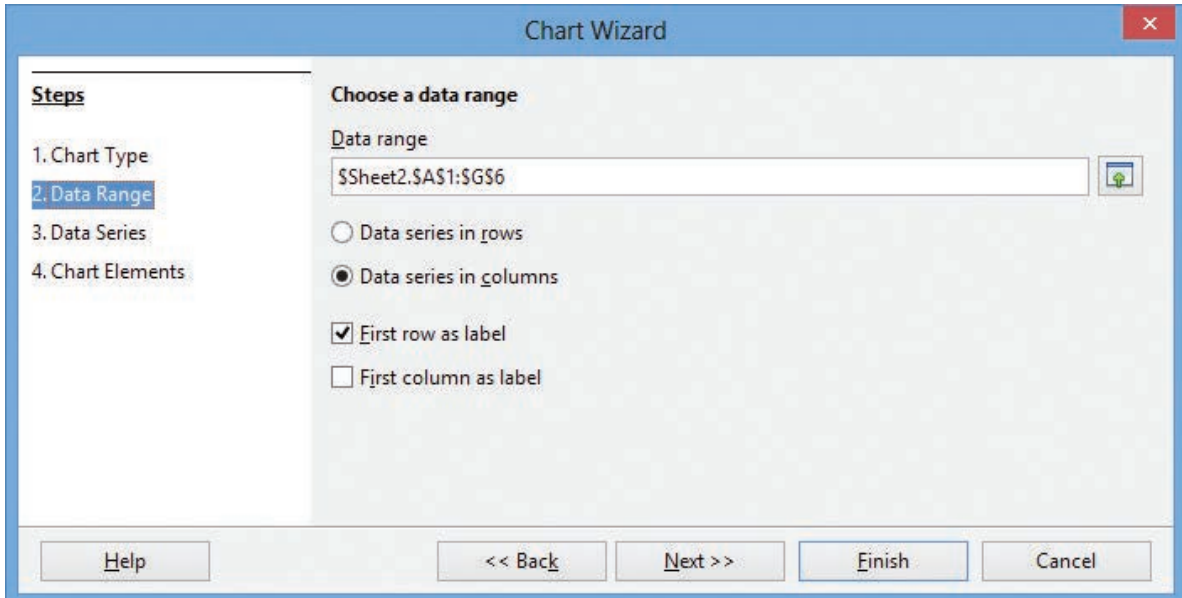 Chart Wizard
Steps
1. Chart Type
2. Data Range
3. Data Series
4. Chart Elements
Choose a data range
Data range
$Sheet2.$A$1:$G$6
Data series in rows
Data series in columns
First row as label
First column as label
Help
<< Back
Next >>
Finish
Cancel